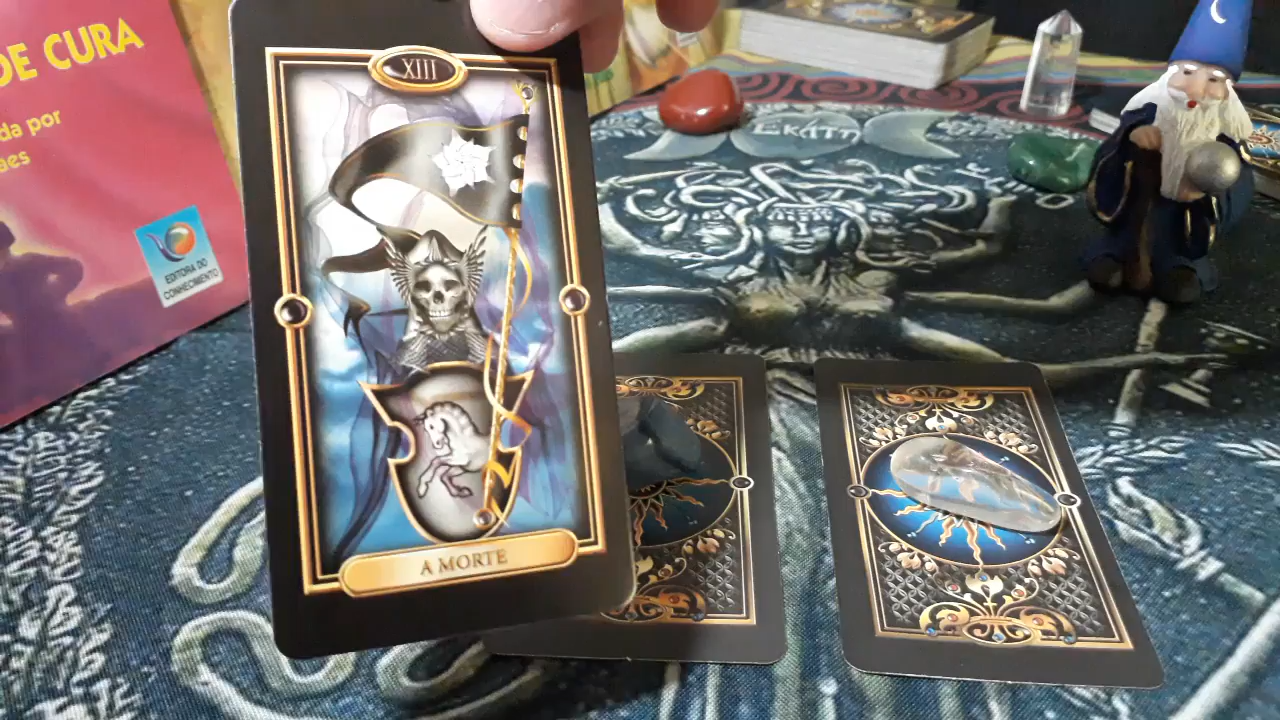 DE CURA
da por
aes
EDITORA DO
CONHECIMENTO
XIII
A MORTE